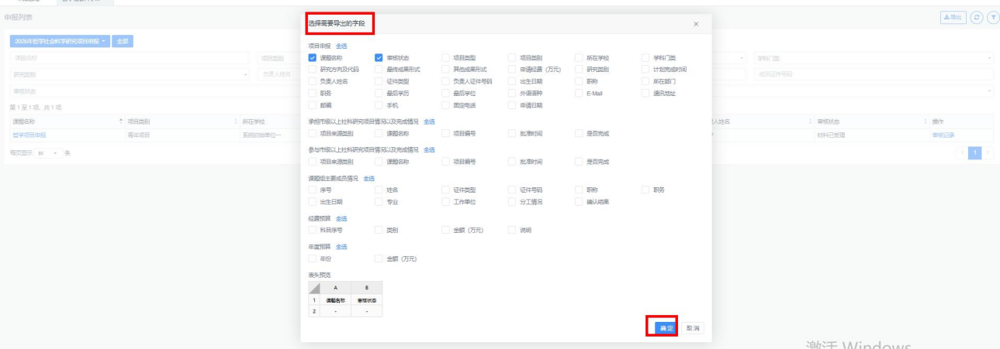 申报列表
选择需要导出的字段
导出
2025年哲学社会科学研究项目申报 全部
课题名称 项目类别 学科门类
研究类别 负责人姓名 成员证件号码
审核状态
第 1 至 1 项, 共 1 项
课题名称 项目类别 所在学校 人姓名 审核状态 操作
哲学项目申报 青年项目 系统初始单位一 材料已受理 审核记录
每页显示: 条 1
项目申报 全选
课题名称 审核状态 项目类型 项目类别 所在学校 学科门类
研究方向及代码 最终成果形式 其他成果形式 申请经费 (万元) 研究类别 计划完成时间
负责人姓名 证件类型 负责人证件号码 出生日期 职称 所在部门
职务 最后学历 最后学位 外语语种 E-Mail 通讯地址
邮编 手机 固定电话 申请日期
承担市级以上社科研究项目情况以及完成情况 全选
项目来源类别 课题名称 项目编号 批准时间 是否完成
参与市级以上社科研究项目情况以及完成情况 全选
项目来源类别 课题名称 项目编号 批准时间 是否完成
课题组主要成员情况 全选
序号 姓名 证件类型 证件号码 职称 职务
出生日期 专业 工作单位 分工情况 确认结果
经费预算 全选
科目序号 类别 金额 (万元) 说明
年度预算 全选
年份 金额 (万元)
表头预览
A B
1 课题名称 审核状态
2 - -
确定 取消
激活 Windows